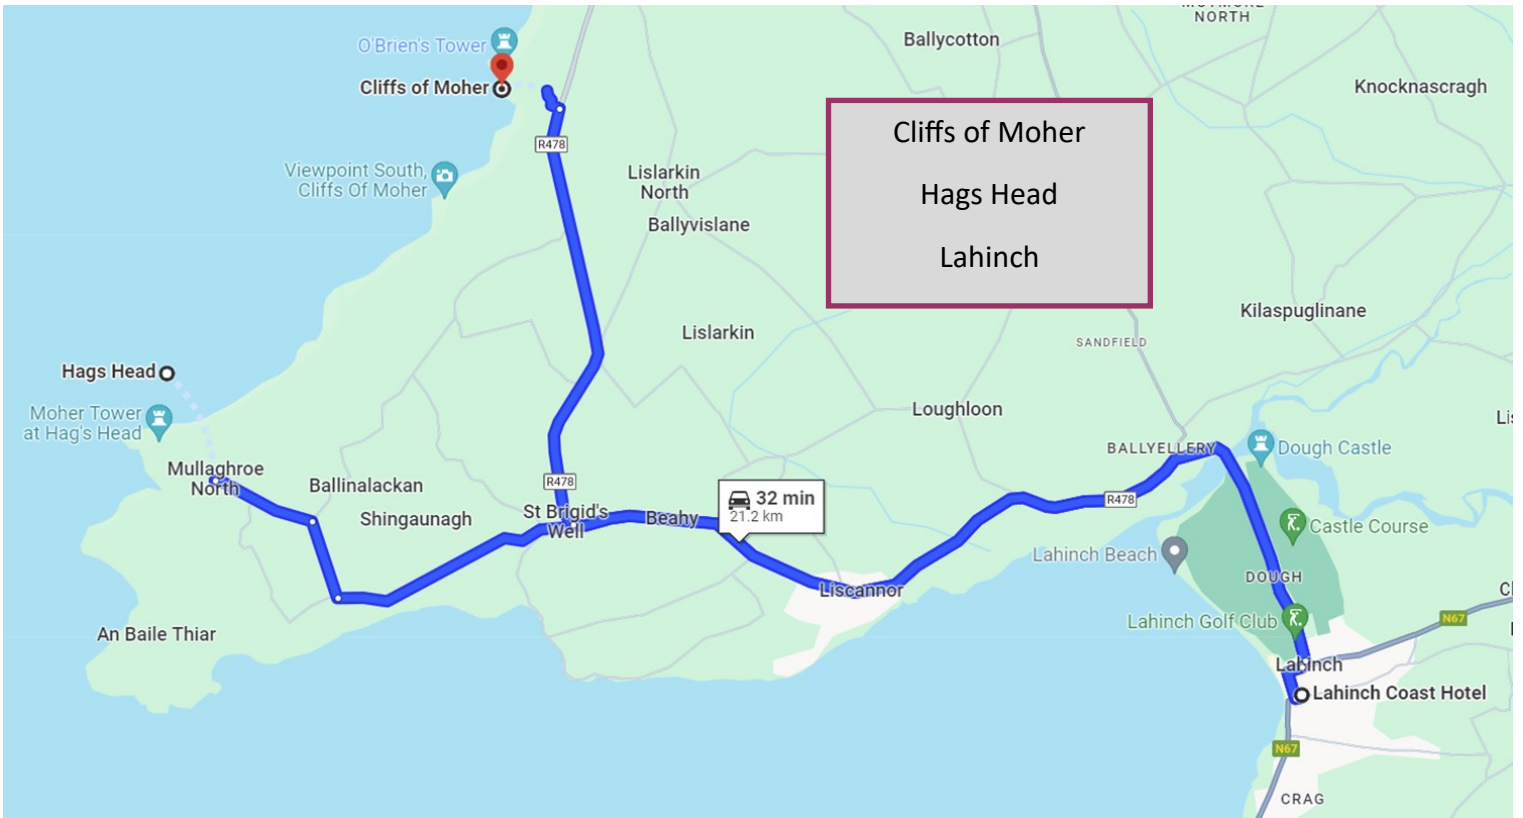 MOYMORE
NORTH
O'Brien's Tower
Ballycotton
Cliffs of Moher
Knocknascragh
Cliffs of Moher
Hags Head
Lahinch
R478
Viewpoint South,
Cliffs Of Moher
Lislarkin
North
Ballyvislane
Kilaspuglinane
Lislarkin
SANDFIELD
Hags Head
Moher Tower
at Hag's Head
Loughloon
Lis
BALLYELLERY
Dough Castle
Mullaghroe
North
Ballinalackan
R478
32 min
21.2 km
R478
Shingaunagh
St Brigid's
Well
Beahy
Castle Course
Lahinch Beach
DOUGH
Liscannor
Lahinch Golf Club
N67
An Baile Thiar
Lahinch
Lahinch Coast Hotel
N67
CRAG